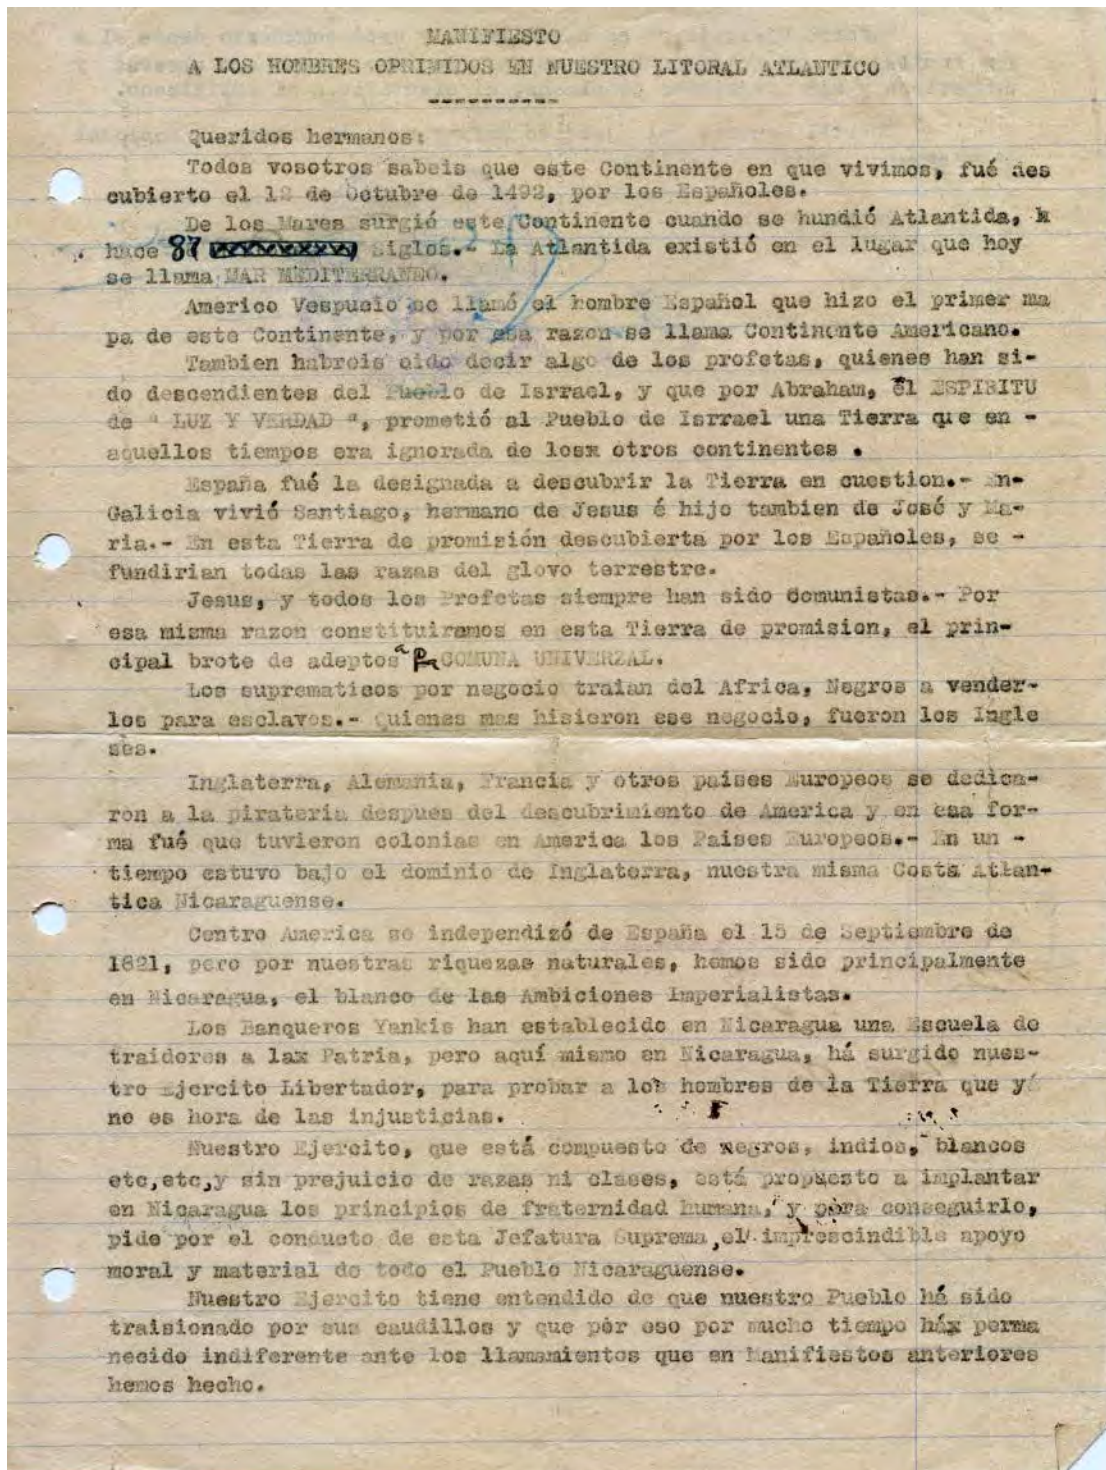 MANIFIESTO
A LOS HOMBRES OPRIMIDOS EN NUESTRO LITORAL ATLANTICO
Queridos hermanos:
Todos vosotros sabeis que este Continente en que vivimos, fué des
cubierto el 12 de Octubre de 1492, por los Españoles.
De los Mares surgió este Continente cuando se hundió Atlantida, h
hace 87 siglos.- La Atlantida existió en el lugar que hoy
se llama MAR MEDITERRANEO.
Americo Vespucio se llamó el hombre Español que hizo el primer ma
pa de este Continente, y por esa razon se llama Continente Americano.
Tambien habreis oido decir algo de los profetas, quienes han si-
do descendientes del Pueblo de Isrrael, y que por Abraham, el ESPIRITU
de " LUZ Y VERDAD ", prometió al Pueblo de Isrrael una Tierra que en -
aquellos tiempos era ignorada de losx otros continentes .
España fué la designada a descubrir la Tierra en cuestion.- En-
Galicia vivió Santiago, hermano de Jesus é hijo tambien de José y Ma-
ria.- En esta Tierra de promisión descubierta por los Españoles, se -
fundirian todas las razas del glovo terrestre.
Jesus, y todos los Profetas siempre han sido Comunistas.- Por
esa misma razon constituiremos en esta Tierra de promision, el prin-
cipal brote de adeptos a la COMUNA UNIVERZAL.
Los suprematicos por negocio traian del Africa, Negros a vender-
los para esclavos.- Quienes mas hisieron ese negocio, fueron los Ingle
ses.
Inglaterra, Alemania, Francia y otros paises Europeos se dedica-
ron a la pirateria despues del descubrimiento de America y en esa for-
ma fué que tuvieron colonias en America los Paises Europeos.- En un -
tiempo estuvo bajo el dominio de Inglaterra, nuestra misma Costa Atlan-
tica Nicaraguense.
Centro America se independizó de España el 15 de Septiembre de
1821, pero por nuestras riquezas naturales, hemos sido principalmente
en Nicaragua, el blanco de las Ambiciones Imperialistas.
Los Banqueros Yankis han establecido en Nicaragua una Escuela de
traidores a lax Patria, pero aquí mismo en Nicaragua, há surgido nues-
tro Ejercito Libertador, para probar a los hombres de la Tierra que yá
no es hora de las injusticias.
Nuestro Ejercito, que está compuesto de negros, indios, blancos
etc,etc,y sin prejuicio de razas ni clases, está propuesto a implantar
en Nicaragua los principios de fraternidad humana, y para conseguirlo,
pide por el conducto de esta Jefatura Suprema,el imprescindible apoyo
moral y material de todo el Pueblo Nicaraguense.
Nuestro Ejercito tiene entendido de que nuestro Pueblo há sido
traisionado por sus caudillos y que pór eso por mucho tiempo háx perma
necido indiferente ante los llamamientos que en Manifiestos anteriores
hemos hecho.